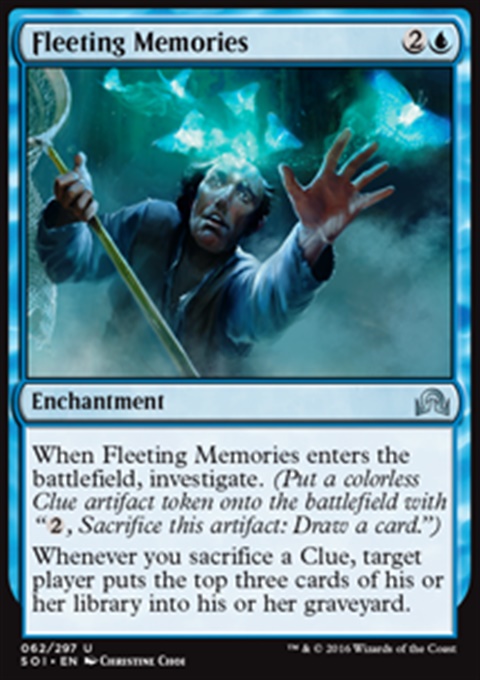 Fleeting Memories 2
Enchantment
When Fleeting Memories enters the
battlefield, investigate. (Put a colorless
Clue artifact token onto the battlefield with
“2, Sacrifice this artifact: Draw a card.”)
Whenever you sacrifice a Clue, target
player puts the top three cards of his or
her library into his or her graveyard.
062/297 U
SOI • EN Christine Choi
™ & © 2016 Wizards of the Coast